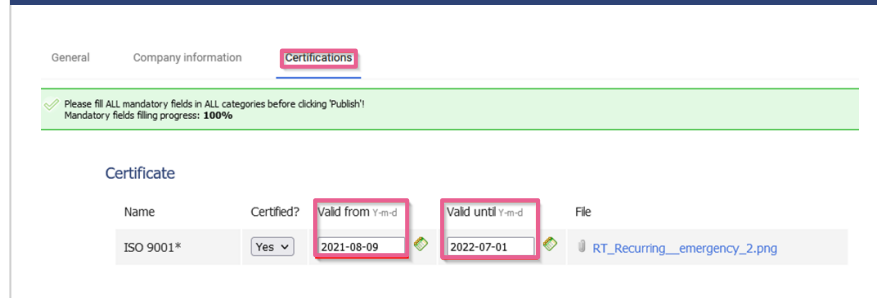 General Company information Certifications
Please fill ALL mandatory fields in ALL categories before clicking 'Publish'!
Mandatory fields filling progress: 100%
Certificate
Name Certified? Valid from Y-m-d Valid until Y-m-d File
ISO 9001* Yes 2021-08-09 2022-07-01 RT_Recurring__emergency_2.png